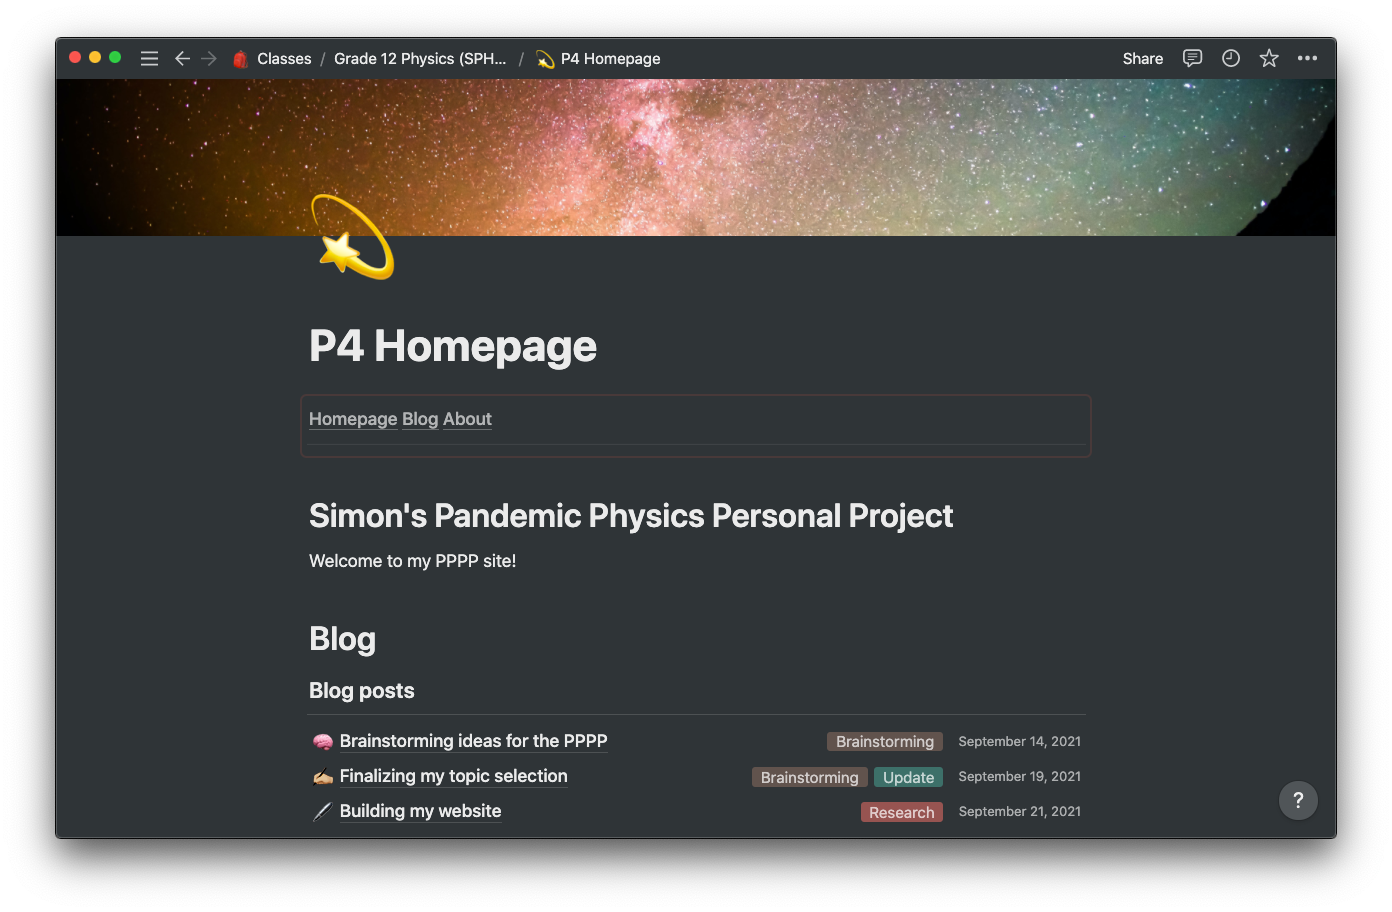 Classes / Grade 12 Physics (SPH... / P4 Homepage
Share
P4 Homepage
Homepage Blog About
Simon's Pandemic Physics Personal Project
Welcome to my PPPP site!
Blog
Blog posts
Brainstorming ideas for the PPPP Brainstorming September 14, 2021
Finalizing my topic selection Brainstorming Update September 19, 2021
Building my website Research September 21, 2021
?